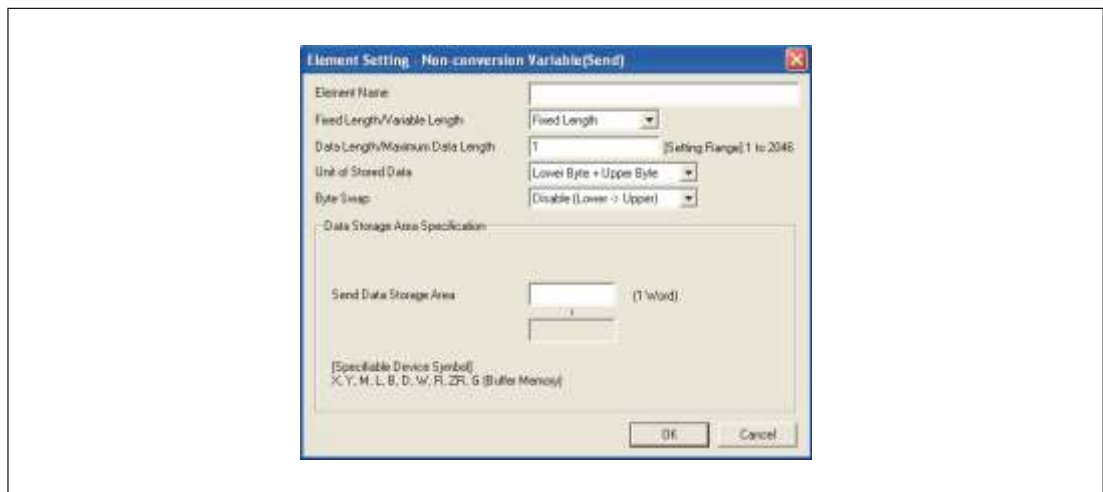 Element Setting - Non-conversion Variable(Send)
Element Name
Fixed Length/Variable Length Fixed Length
Data Length/Maximum Data Length 1 [Setting Range] 1 to 2046
Unit of Stored Data Lower Byte + Upper Byte
Byte Swap Disable (Lower -> Upper)
Data Storage Area Specification
Send Data Storage Area (1 Word)
[Specifiable Device Symbol]
X, Y, M, L, B, D, W, R, ZR, G (Buffer Memory)
OK Cancel